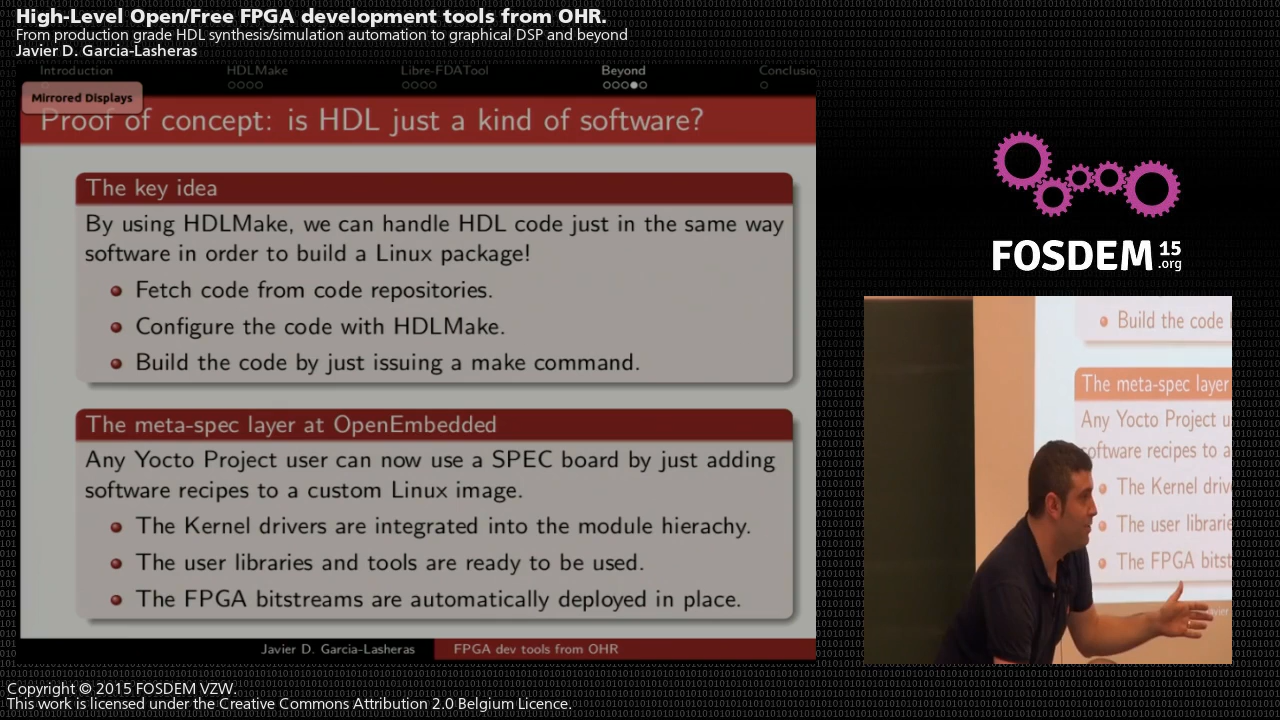 High-Level Open/Free FPGA development tools from OHR.
From production grade HDL synthesis/simulation automation to graphical DSP and beyond
Javier D. Garcia-Lasheras
Introduction HDLMake Libre-FDATool Beyond Conclusio
Mirrored Displays
Proof of concept: is HDL just a kind of software?
The key idea
By using HDLMake, we can handle HDL code just in the same way
software in order to build a Linux package!
Fetch code from code repositories.
Configure the code with HDLMake.
Build the code by just issuing a make command.
The meta-spec layer at OpenEmbedded
Any Yocto Project user can now use a SPEC board by just adding
software recipes to a custom Linux image.
The Kernel drivers are integrated into the module hierachy.
The user libraries and tools are ready to be used.
The FPGA bitstreams are automatically deployed in place.
Javier D. Garcia-Lasheras FPGA dev tools from OHR
FOSDEM 15
.org
Build the code
The meta-spec layer
Any Yocto Project u
software recipes to a
The Kernel driv
The user librarie
The FPGA bitst
Copyright © 2015 FOSDEM VZW.
This work is licensed under the Creative Commons Attribution 2.0 Belgium Licence.